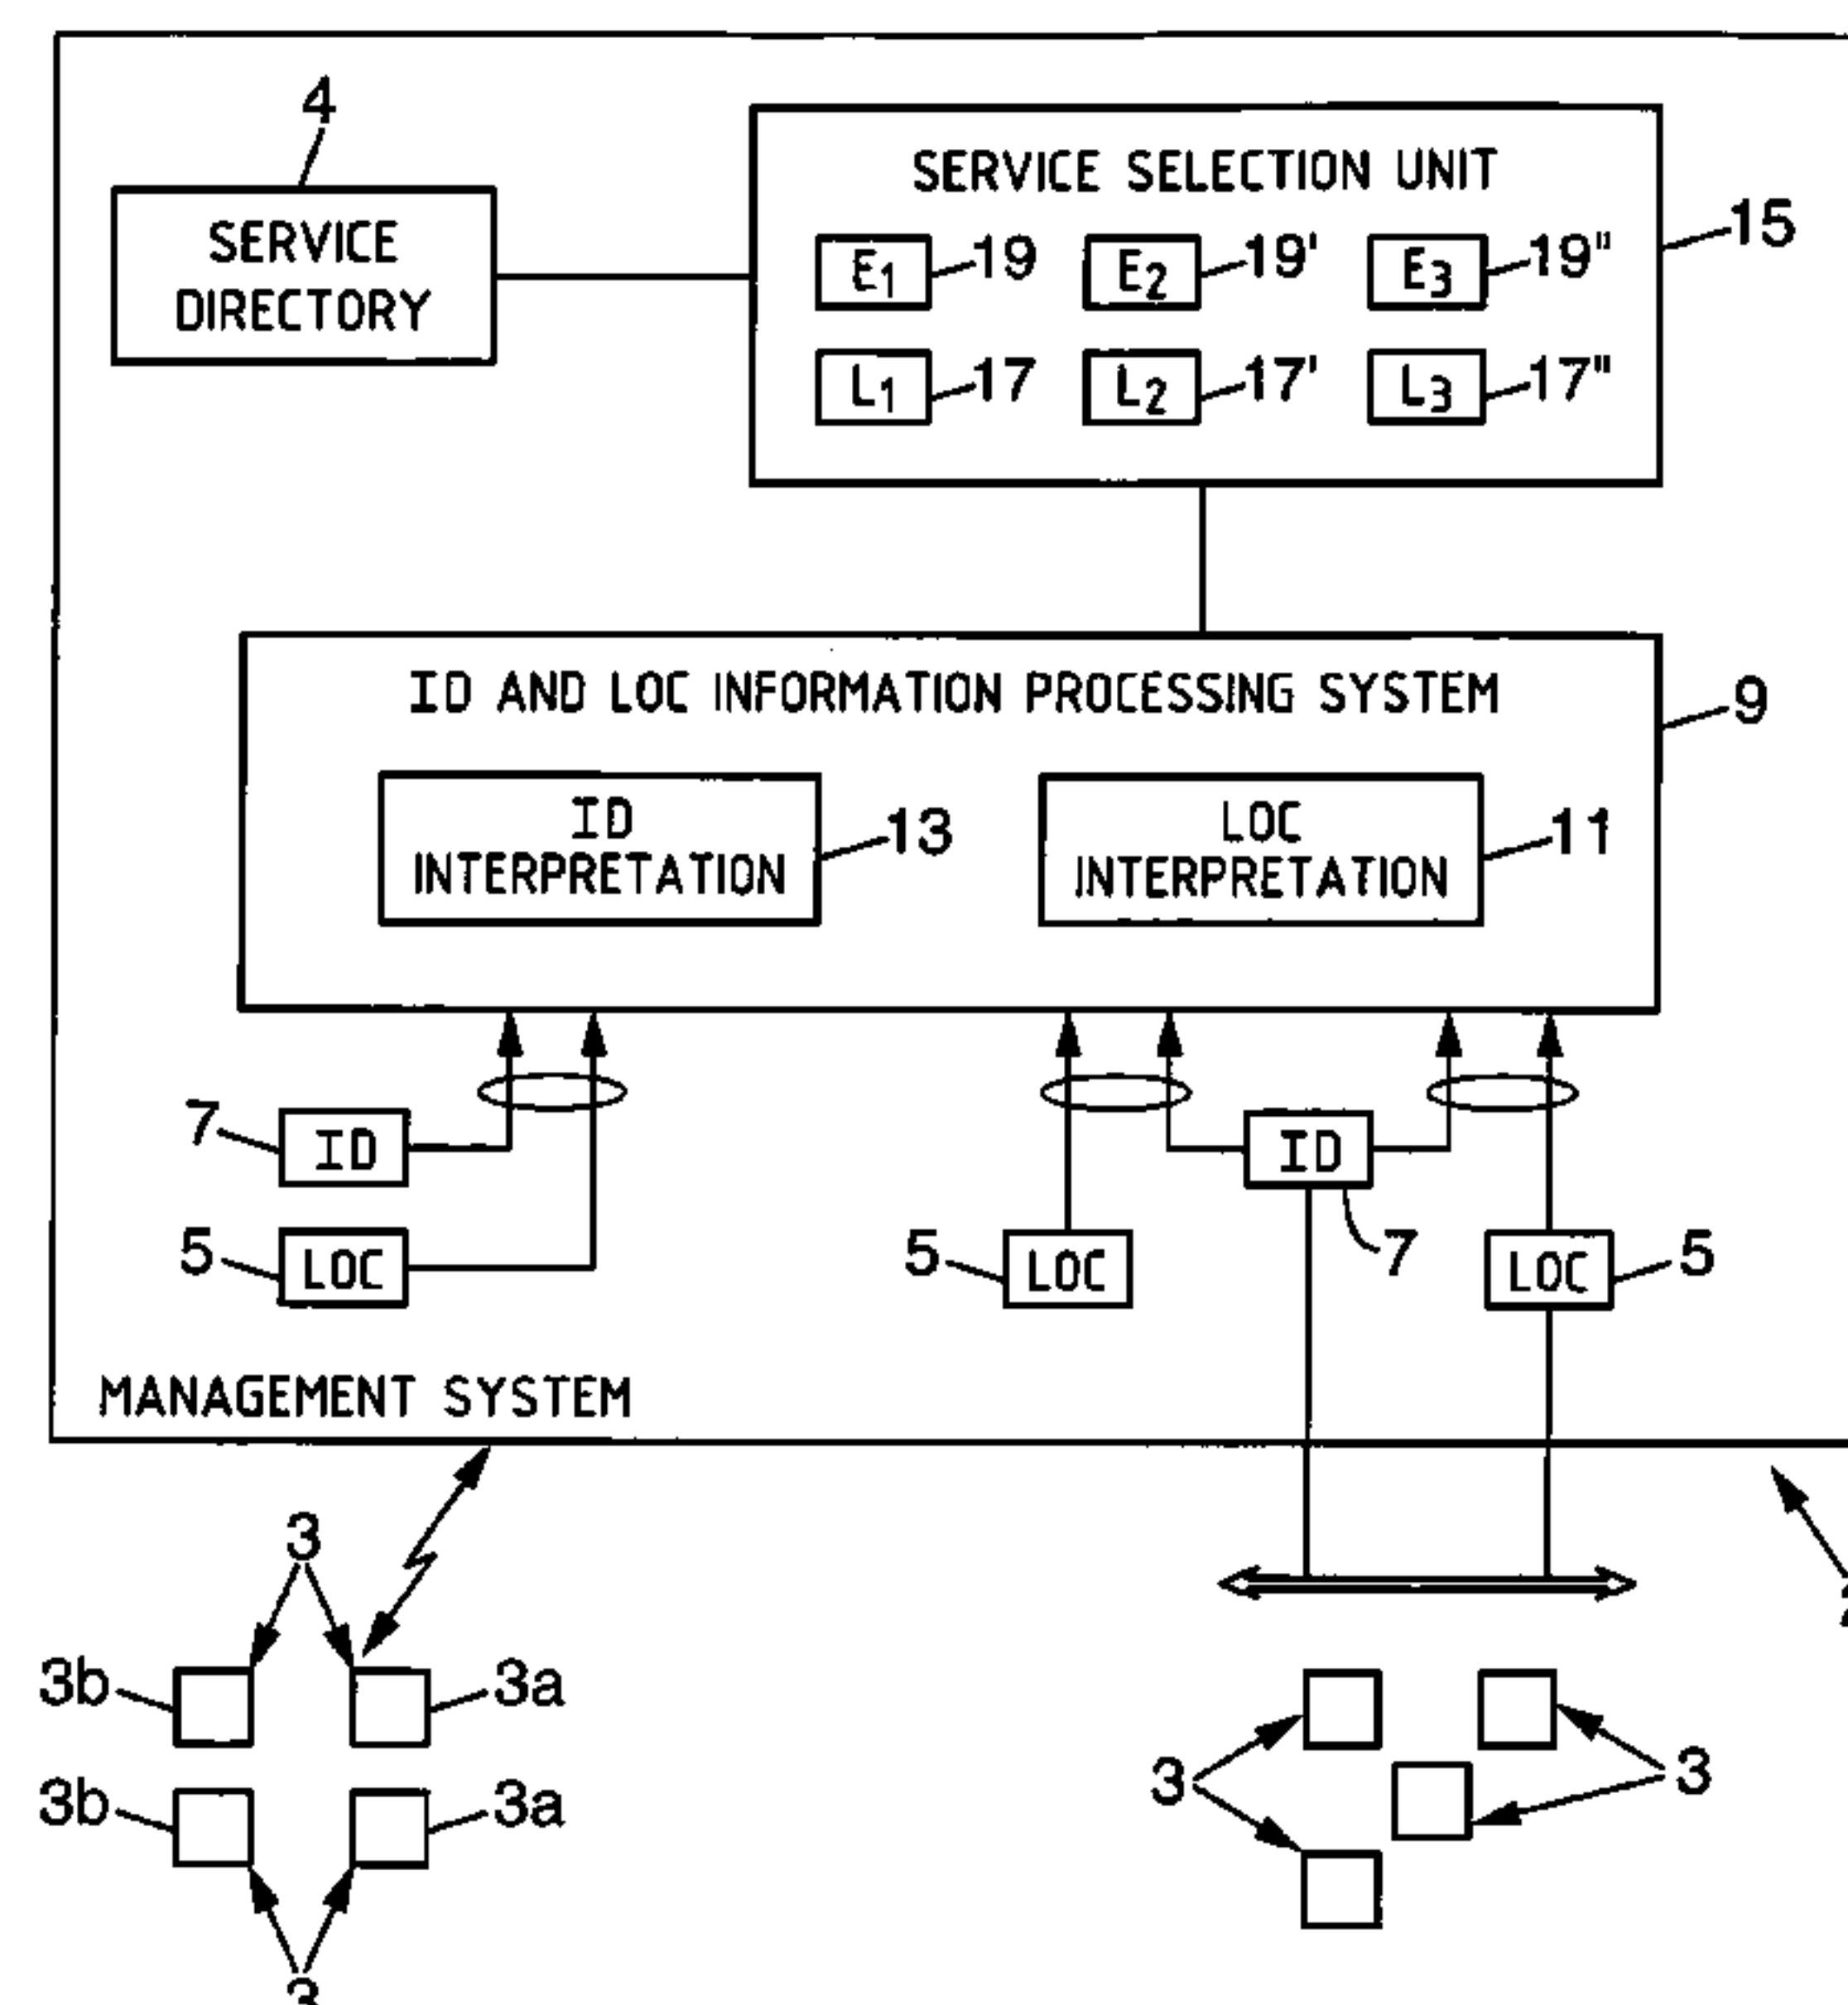 4
SERVICE SELECTION UNIT
SERVICE
DIRECTORY
15
E1 19 E2 19' E3 19"
L1 17 L2 17' L3 17"
ID AND LOC INFORMATION PROCESSING SYSTEM
9
ID
INTERPRETATION
13
LOC
INTERPRETATION
11
7 ID
ID
7
5 LOC
5 LOC
LOC 5
MANAGEMENT SYSTEM
3
3b 3a
3b 3a
3
3 3